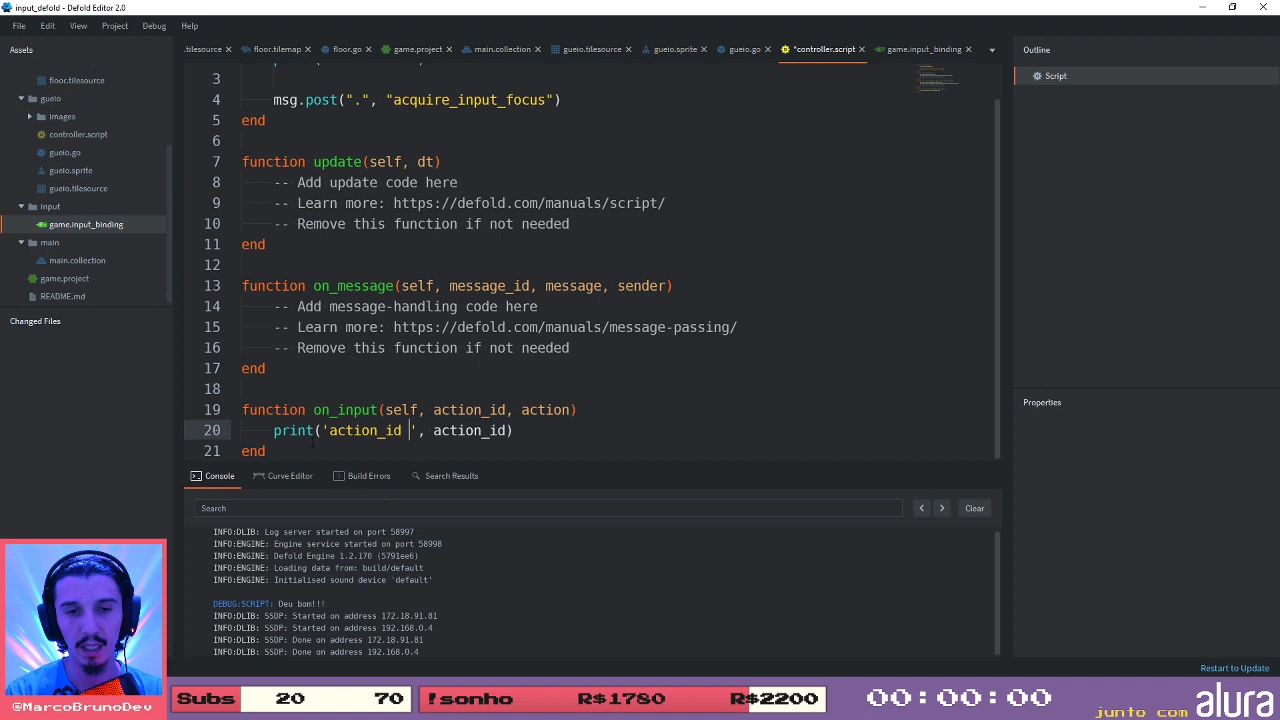 input_defold - Defold Editor 2.0
File Edit View Project Debug Help
Assets
.tilesource floor.tilemap floor.go game.project main.collection gueio.tilesource gueio.sprite gueio.go *controller.script game.input_binding
Outline
Script
floor.tilesource
gueio
images
controller.script
gueio.go
gueio.sprite
gueio.tilesource
input
game.input_binding
main
main.collection
game.project
README.md
Changed Files
3
4 msg.post(".", "acquire_input_focus")
5 end
6
7 function update(self, dt)
8 -- Add update code here
9 -- Learn more: https://defold.com/manuals/script/
10 -- Remove this function if not needed
11 end
12
13 function on_message(self, message_id, message, sender)
14 -- Add message-handling code here
15 -- Learn more: https://defold.com/manuals/message-passing/
16 -- Remove this function if not needed
17 end
18
19 function on_input(self, action_id, action)
20 print('action_id ', action_id)
21 end
Properties
Console Curve Editor Build Errors Search Results
Search Clear
INFO:DLIB: Log server started on port 58997
INFO:ENGINE: Engine service started on port 58998
INFO:ENGINE: Defold Engine 1.2.170 (5791ee6)
INFO:ENGINE: Loading data from: build/default
INFO:ENGINE: Initialised sound device 'default'
DEBUG:SCRIPT: Deu bom!!!
INFO:DLIB: SSDP: Started on address 172.18.91.81
INFO:DLIB: SSDP: Started on address 192.168.0.4
INFO:DLIB: SSDP: Done on address 172.18.91.81
INFO:DLIB: SSDP: Done on address 192.168.0.4
Restart to Update
@MarcoBrunoDev
Subs 20 70 !sonho R$1780 R$2200 00:00:00
junto com alura